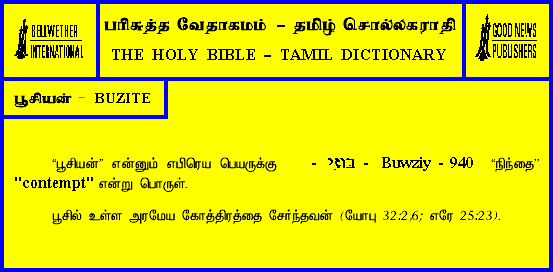 BELLWETHER
INTERNATIONAL
பரிசுத்த வேதாகமம் – தமிழ் சொல்லகராதி
THE HOLY BIBLE – TAMIL DICTIONARY
GOOD NEWS
PUBLISHERS
பூசியன் – BUZITE
“பூசியன்” என்னும் எபிரெய பெயருக்கு - בּוּזִי - Buwziy - 940 “நிந்தை”
"contempt" என்று பொருள்.
பூசில் உள்ள அரமேய கோத்திரத்தை சேர்ந்தவன் (யோபு 32:2,6; எரே 25:23).